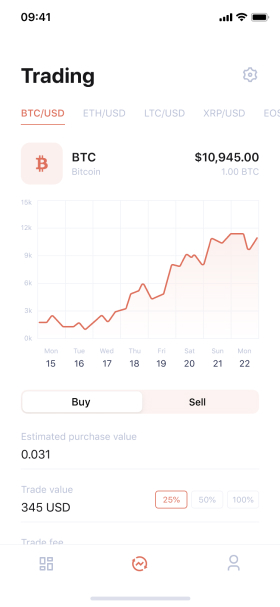 09:41
Trading
BTC/USD ETH/USD LTC/USD XRP/USD EOS
BTC $10,945.00
Bitcoin 1.00 BTC
15k
12k
9k
6k
3k
0k
Mon Tue Wed Thu Fri Sat Sun Mon
15 16 17 18 19 20 21 22
Buy Sell
Estimated purchase value
0.031
Trade value
345 USD 25% 50% 100%
Trade fee